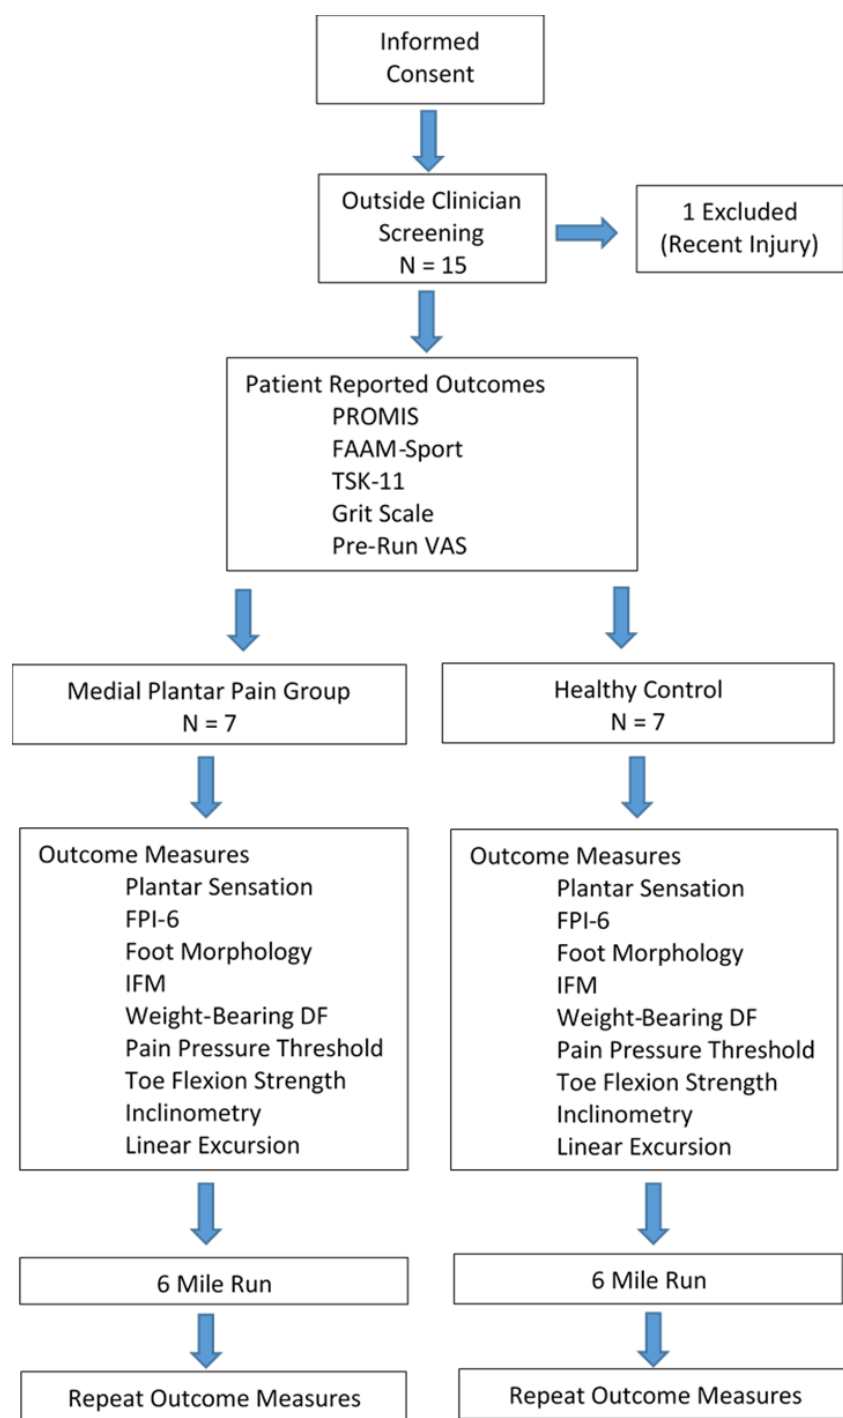 Informed
Consent
Outside Clinician
Screening
N = 15
1 Excluded
(Recent Injury)
Patient Reported Outcomes
PROMIS
FAAM-Sport
TSK-11
Grit Scale
Pre-Run VAS
Medial Plantar Pain Group
N = 7
Healthy Control
N = 7
Outcome Measures
Plantar Sensation
FPI-6
Foot Morphology
IFM
Weight-Bearing DF
Pain Pressure Threshold
Toe Flexion Strength
Inclinometry
Linear Excursion
Outcome Measures
Plantar Sensation
FPI-6
Foot Morphology
IFM
Weight-Bearing DF
Pain Pressure Threshold
Toe Flexion Strength
Inclinometry
Linear Excursion
6 Mile Run
6 Mile Run
Repeat Outcome Measures
Repeat Outcome Measures